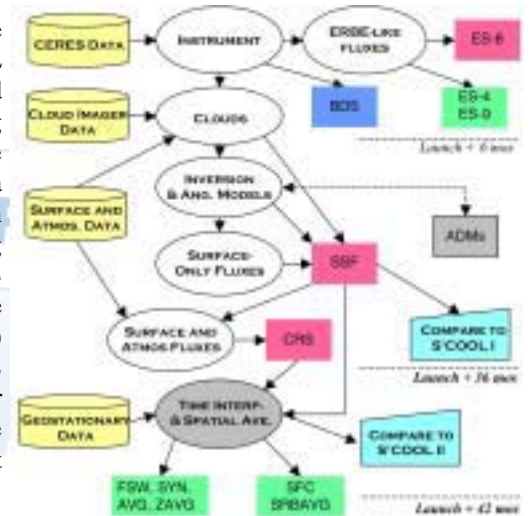 CERES DATA
INSTRUMENT
ERBE-LIKE
FLUXES
ES-8
BDS
ES-4
ES-9
CLOUD IMAGER
DATA
CLOUDS
Launch + 6 mos
INVERSION
& ANG. MODELS
SURFACE AND
ATMOS. DATA
ADMs
SURFACE-
ONLY FLUXES
SSF
SURFACE AND
ATMOS FLUXES
CRS
COMPARE TO
S'COOL I
Launch + 36 mos
TIME INTERP.
& SPATIAL AVE.
GEOSTATIONARY
DATA
COMPARE TO
S'COOL II
FSW, SYN,
AVG, ZAVG
SFC
SRBAVG
Launch + 42 mos